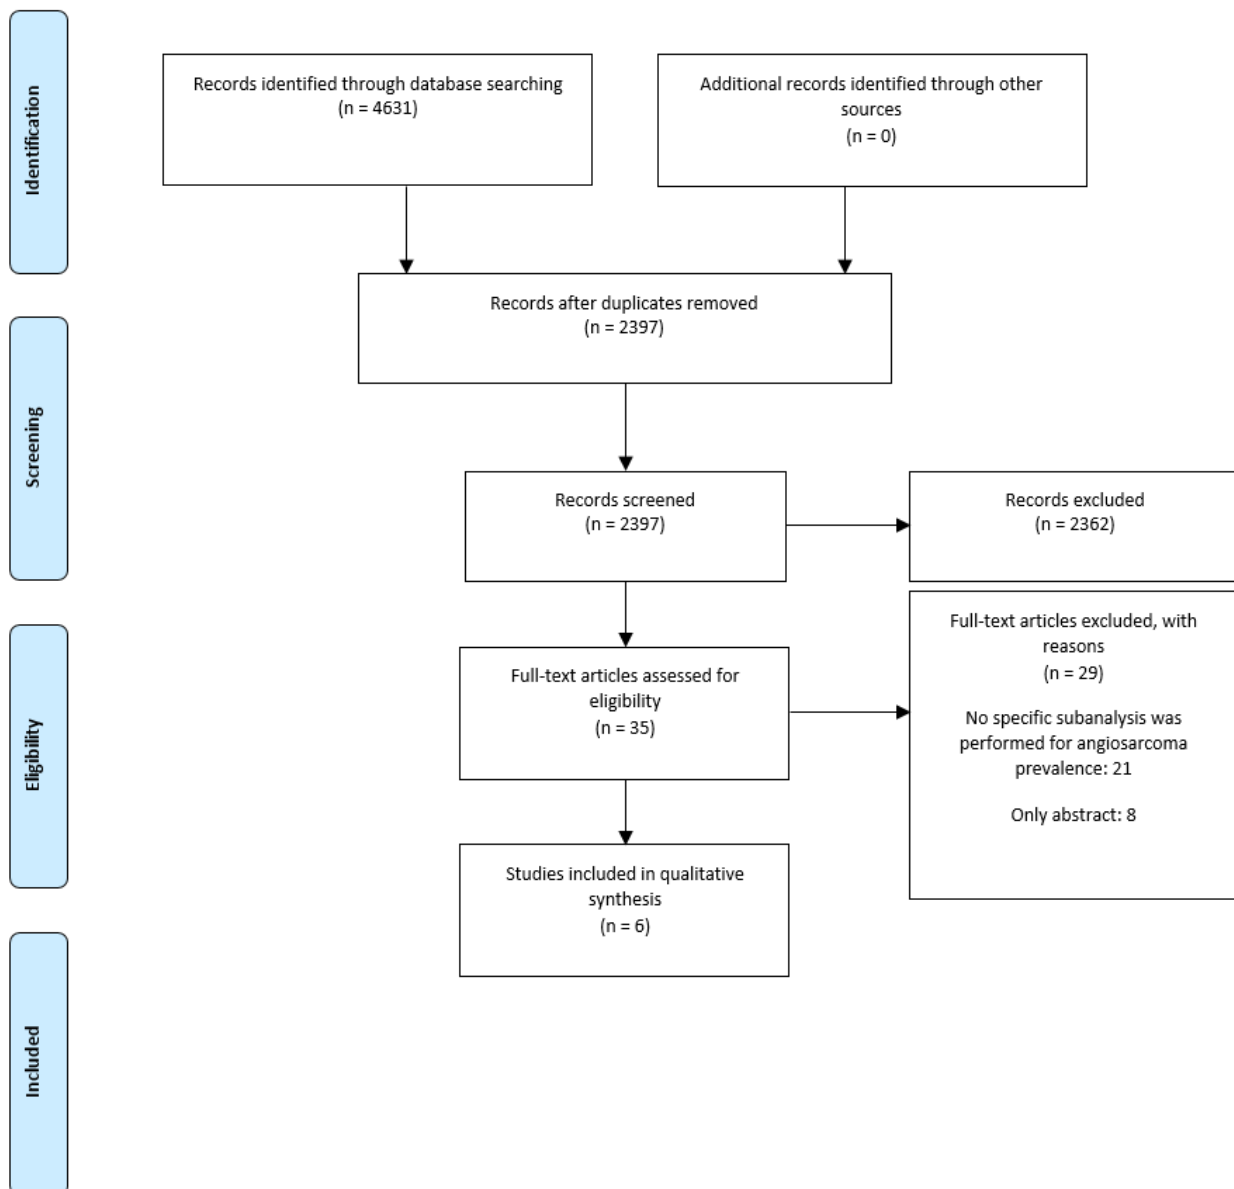 Identification
Records identified through database searching
(n = 4631)
Additional records identified through other
sources
(n = 0)
Records after duplicates removed
(n = 2397)
Screening
Records screened
(n = 2397)
Records excluded
(n = 2362)
Eligibility
Full-text articles assessed for
eligibility
(n = 35)
Full-text articles excluded, with
reasons
(n = 29)
No specific subanalysis was
performed for angiosarcoma
prevalence: 21
Only abstract: 8
Studies included in qualitative
synthesis
(n = 6)
Included